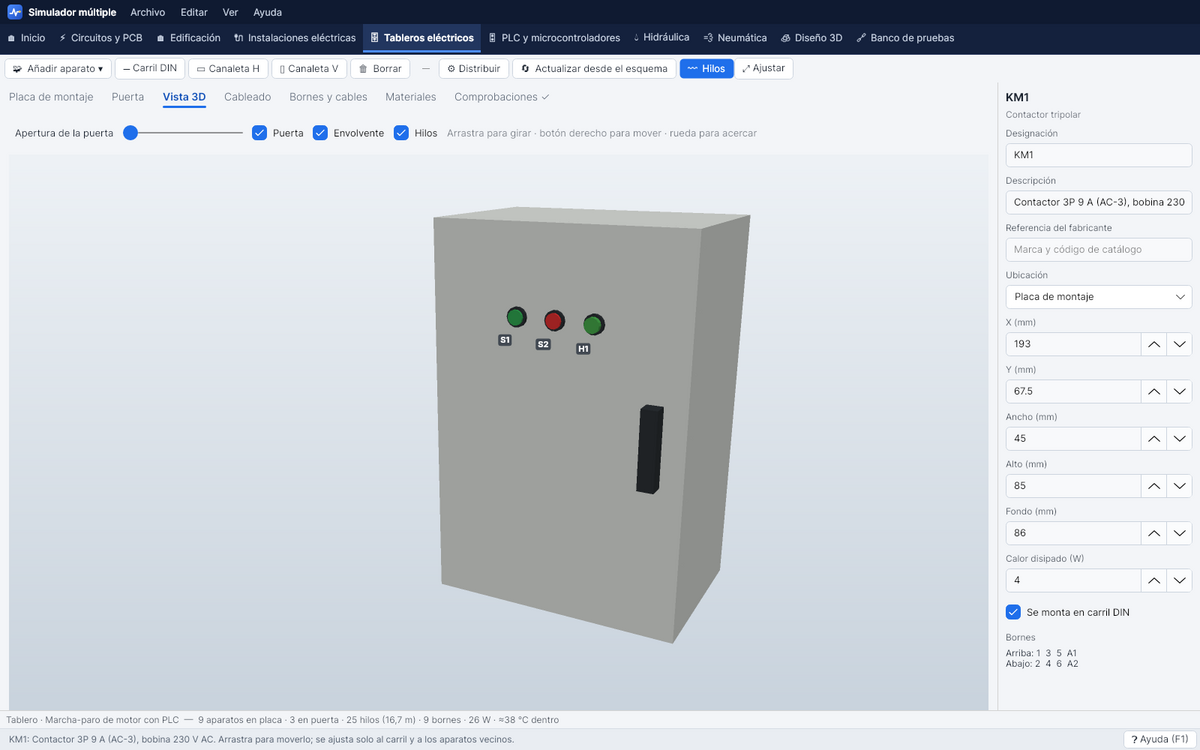 Simulador múltiple Archivo Editar Ver Ayuda
Inicio Circuitos y PCB Edificación Instalaciones eléctricas Tableros eléctricos PLC y microcontroladores Hidráulica Neumática Diseño 3D Banco de pruebas
Añadir aparato ▾ — Carril DIN ▭ Canaleta H ▯ Canaleta V Borrar — Distribuir Actualizar desde el esquema Hilos Ajustar
Placa de montaje Puerta Vista 3D Cableado Bornes y cables Materiales Comprobaciones ✓
Apertura de la puerta Puerta Envolvente Hilos Arrastra para girar · botón derecho para mover · rueda para acercar
S1
S2
H1
KM1
Contactor tripolar
Designación
KM1
Descripción
Contactor 3P 9 A (AC-3), bobina 230
Referencia del fabricante
Marca y código de catálogo
Ubicación
Placa de montaje
X (mm)
193
Y (mm)
67.5
Ancho (mm)
45
Alto (mm)
85
Fondo (mm)
86
Calor disipado (W)
4
Se monta en carril DIN
Bornes
Arriba: 1 3 5 A1
Abajo: 2 4 6 A2
Tablero · Marcha-paro de motor con PLC — 9 aparatos en placa · 3 en puerta · 25 hilos (16,7 m) · 9 bornes · 26 W · ≈38 °C dentro
KM1: Contactor 3P 9 A (AC-3), bobina 230 V AC. Arrastra para moverlo; se ajusta solo al carril y a los aparatos vecinos.
? Ayuda (F1)